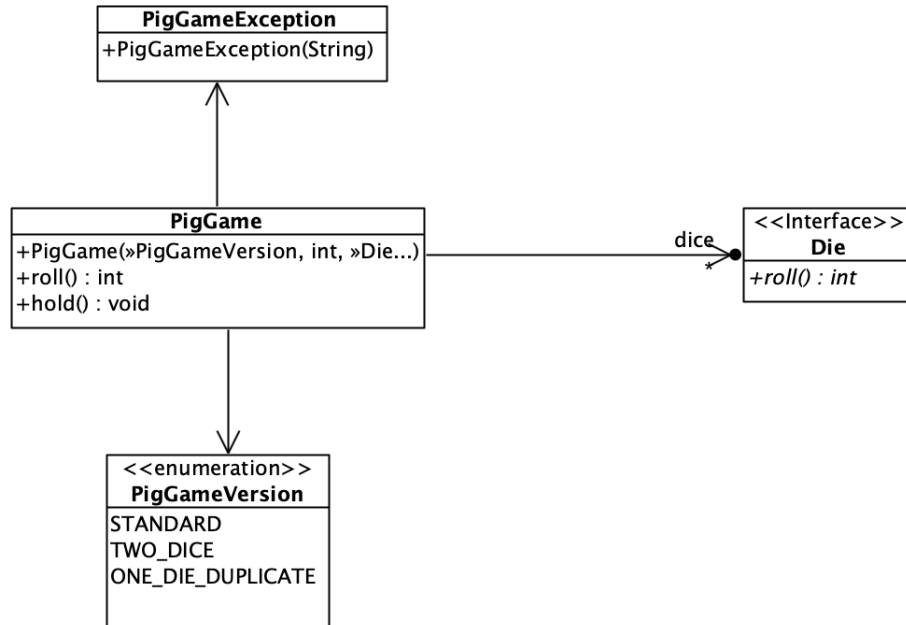 PigGameException
+PigGameException(String)
PigGame
+PigGame(»PigGameVersion, int, »Die...)
+roll() : int
+hold() : void
dice
*
<<Interface>>
Die
+roll() : int
<<enumeration>>
PigGameVersion
STANDARD
TWO_DICE
ONE_DIE_DUPLICATE